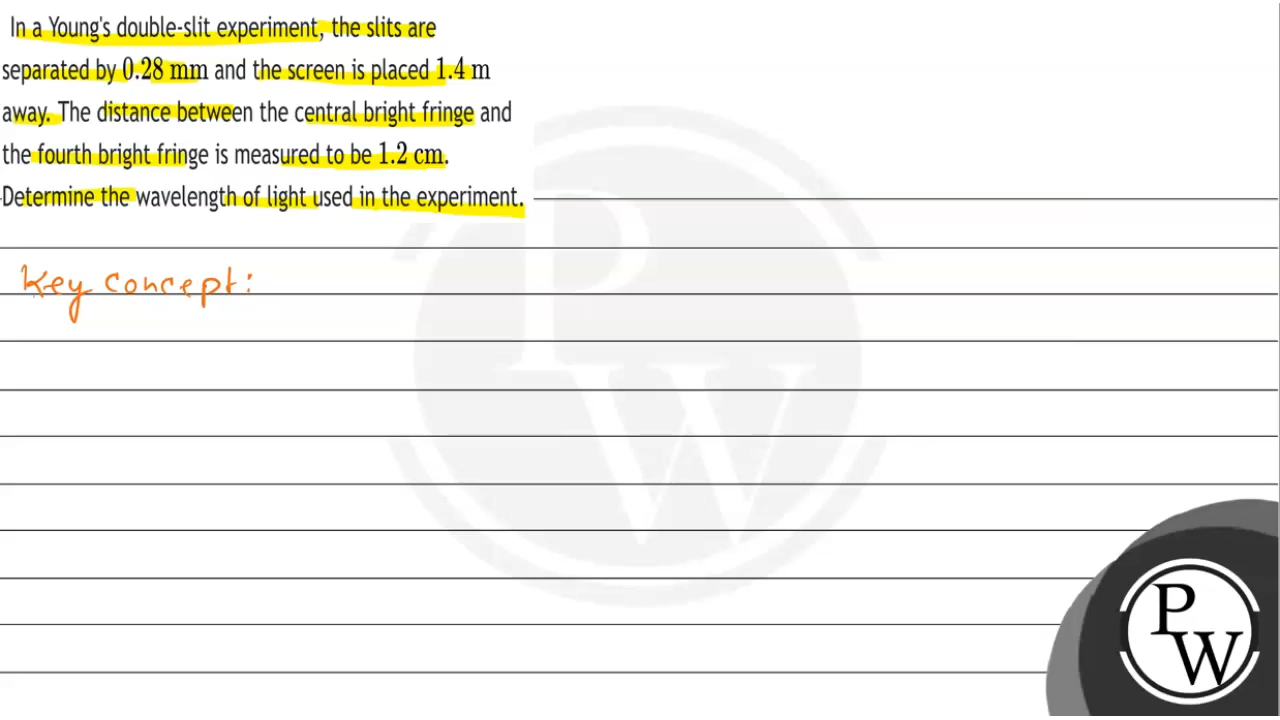 In a Young's double-slit experiment, the slits are
separated by 0.28 mm and the screen is placed 1.4 m
away. The distance between the central bright fringe and
the fourth bright fringe is measured to be 1.2 cm.
Determine the wavelength of light used in the experiment.
Key concept:
P
W
P
W